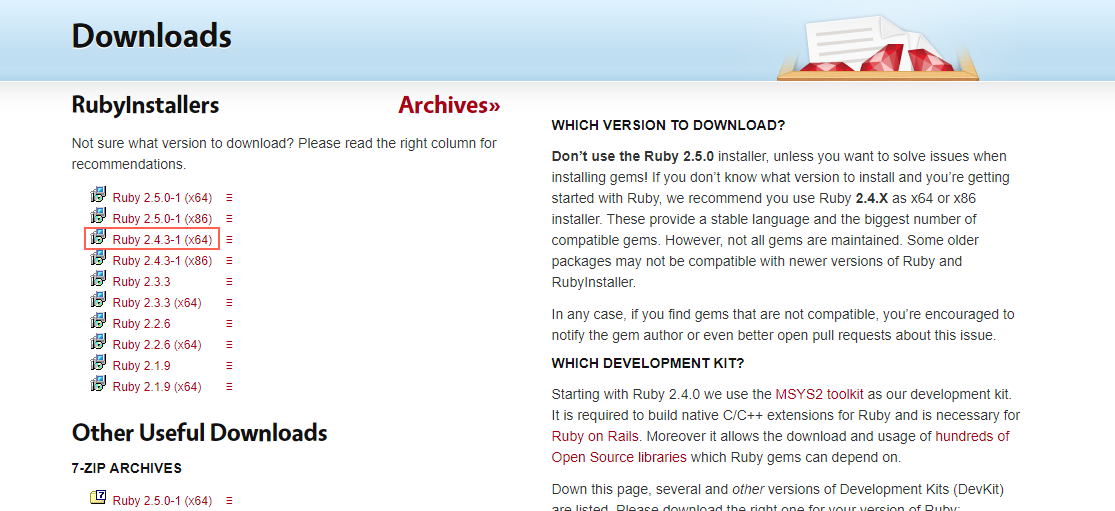 Downloads
RubyInstallers
Archives»
Not sure what version to download? Please read the right column for
recommendations.
Ruby 2.5.0-1 (x64) ≡
Ruby 2.5.0-1 (x86) ≡
Ruby 2.4.3-1 (x64) ≡
Ruby 2.4.3-1 (x86) ≡
Ruby 2.3.3 ≡
Ruby 2.3.3 (x64) ≡
Ruby 2.2.6 ≡
Ruby 2.2.6 (x64) ≡
Ruby 2.1.9 ≡
Ruby 2.1.9 (x64) ≡
Other Useful Downloads
7-ZIP ARCHIVES
7
Ruby 2.5.0-1 (x64) ≡
WHICH VERSION TO DOWNLOAD?
Don’t use the Ruby 2.5.0 installer, unless you want to solve issues when
installing gems! If you don’t know what version to install and you’re getting
started with Ruby, we recommend you use Ruby 2.4.X as x64 or x86
installer. These provide a stable language and the biggest number of
compatible gems. However, not all gems are maintained. Some older
packages may not be compatible with newer versions of Ruby and
RubyInstaller.
In any case, if you find gems that are not compatible, you’re encouraged to
notify the gem author or even better open pull requests about this issue.
WHICH DEVELOPMENT KIT?
Starting with Ruby 2.4.0 we use the MSYS2 toolkit as our development kit.
It is required to build native C/C++ extensions for Ruby and is necessary for
Ruby on Rails. Moreover it allows the download and usage of hundreds of
Open Source libraries which Ruby gems can depend on.
Down this page, several and other versions of Development Kits (DevKit)
are listed. Please download the right one for your version of Ruby: